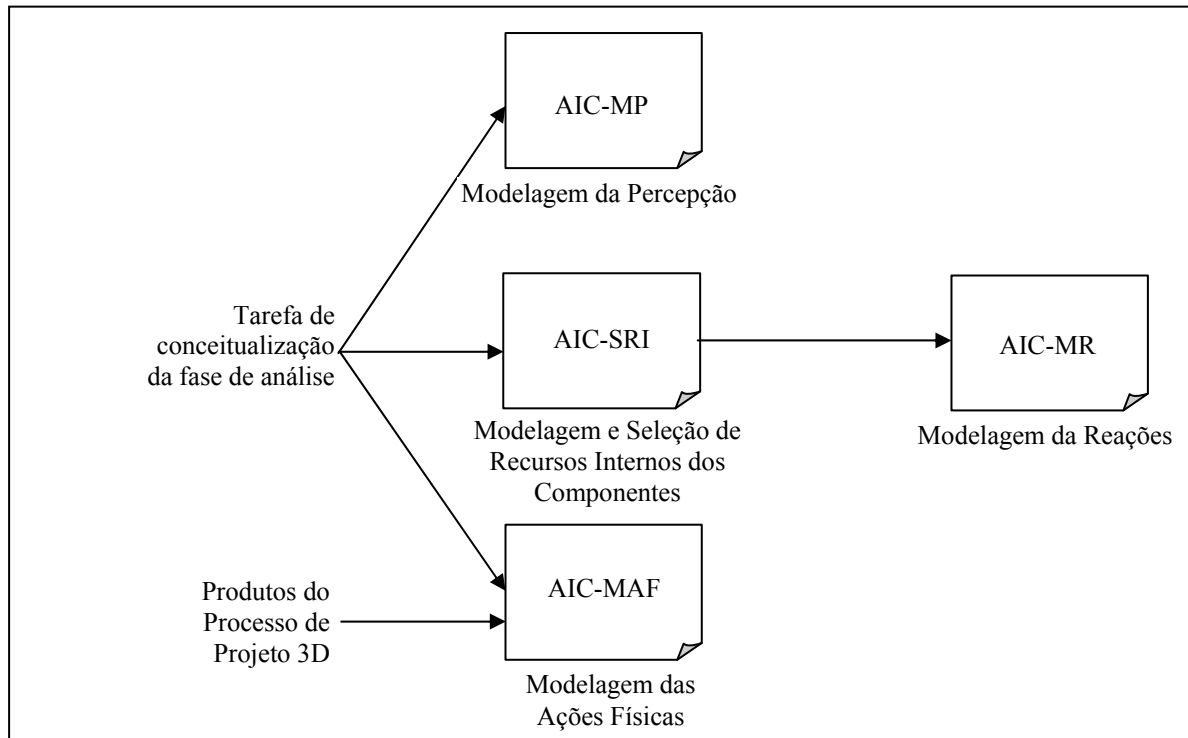 AIC-MP
Modelagem da Percepção
Tarefa de
conceitualização
da fase de análise
AIC-SRI
Modelagem e Seleção de
Recursos Internos dos
Componentes
AIC-MR
Modelagem da Reações
Produtos do
Processo de
Projeto 3D
AIC-MAF
Modelagem das
Ações Físicas